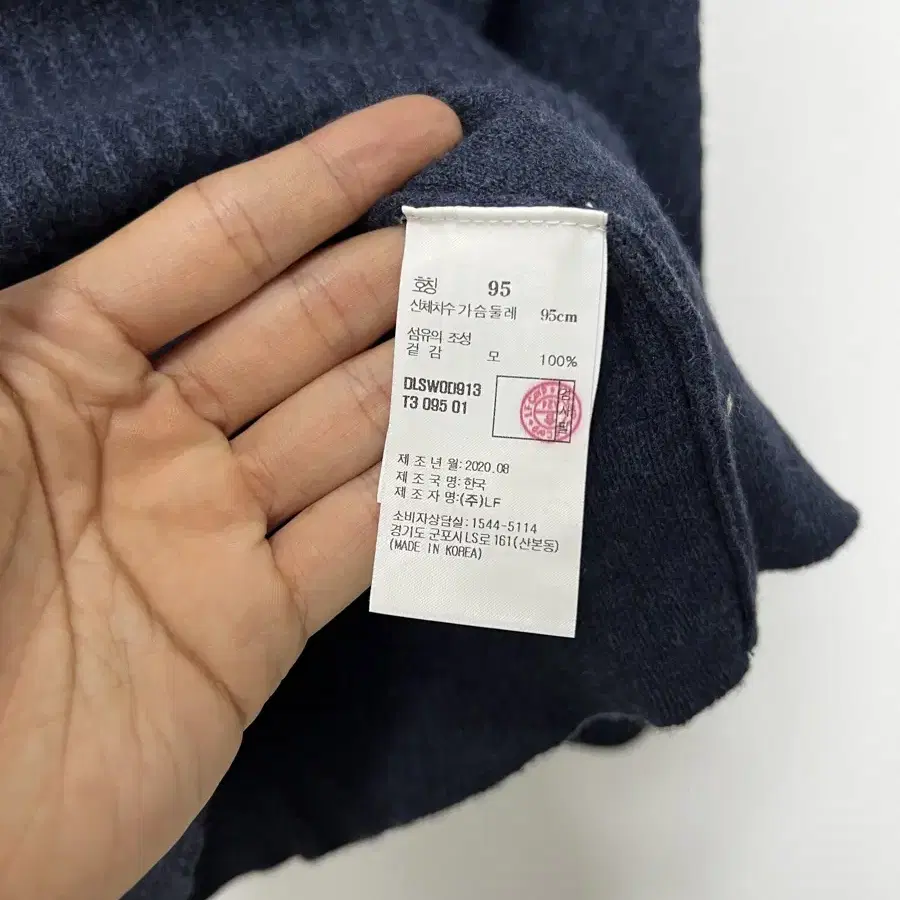 호칭 95
신체치수 가슴둘레 95cm
섬유의 조성
겉감 모 100%
DLSW0D913
T3 095 01
검사필
제조년월: 2020.08
제조국명: 한국
제조자명: (주)LF
소비자상담실: 1544-5114
경기도 군포시 LS로 161(산본동)
(MADE IN KOREA)